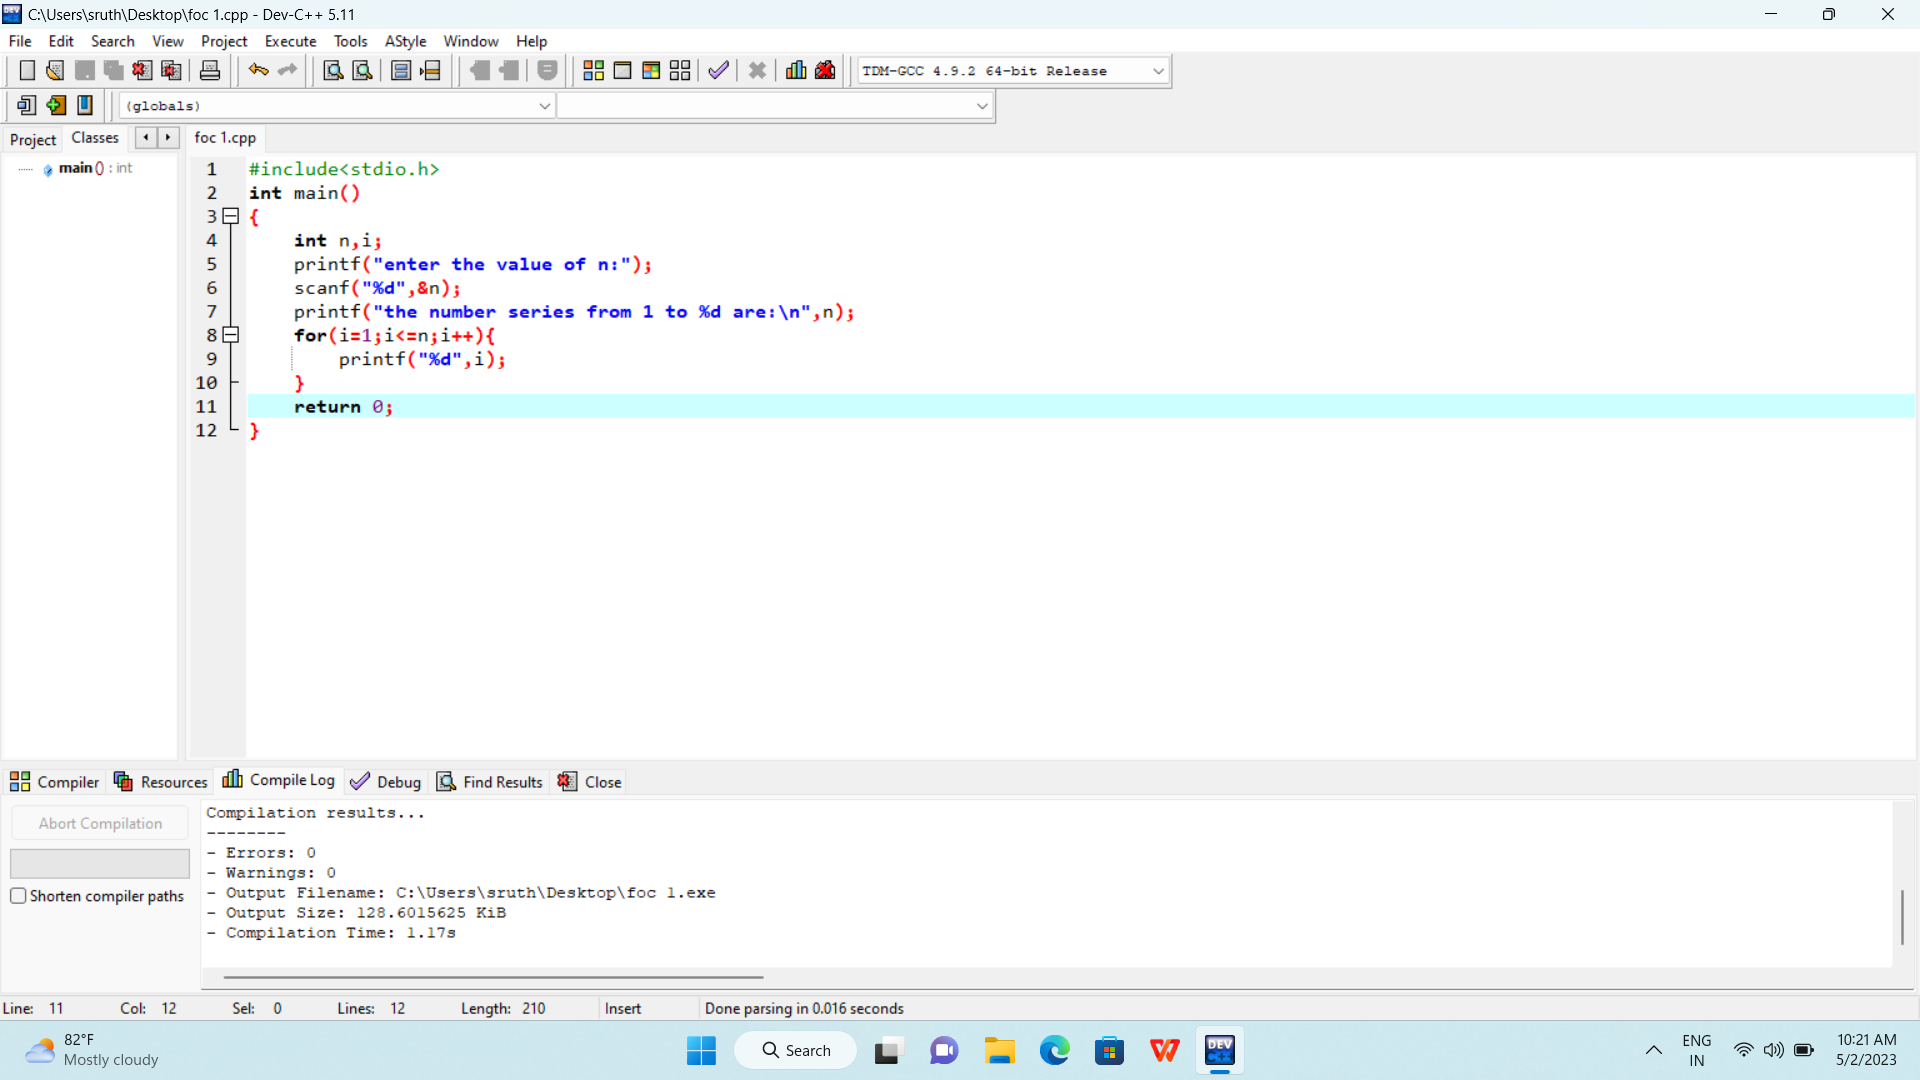 C:\Users\sruth\Desktop\foc 1.cpp - Dev-C++ 5.11
File Edit Search View Project Execute Tools AStyle Window Help
TDM-GCC 4.9.2 64-bit Release
(globals)
Project Classes foc 1.cpp
main () : int
1 #include<stdio.h>
2 int main()
3 {
4 int n,i;
5 printf("enter the value of n:");
6 scanf("%d",&n);
7 printf("the number series from 1 to %d are:\n",n);
8 for(i=1;i<=n;i++){
9 printf("%d",i);
10 }
11 return 0;
12 }
Compiler Resources Compile Log Debug Find Results Close
Abort Compilation
Shorten compiler paths
Compilation results...
--------
- Errors: 0
- Warnings: 0
- Output Filename: C:\Users\sruth\Desktop\foc 1.exe
- Output Size: 128.6015625 KiB
- Compilation Time: 1.17s
Line: 11 Col: 12 Sel: 0 Lines: 12 Length: 210 Insert Done parsing in 0.016 seconds
82°F
Mostly cloudy
Search
DEV
C++
ENG
IN
10:21 AM
5/2/2023